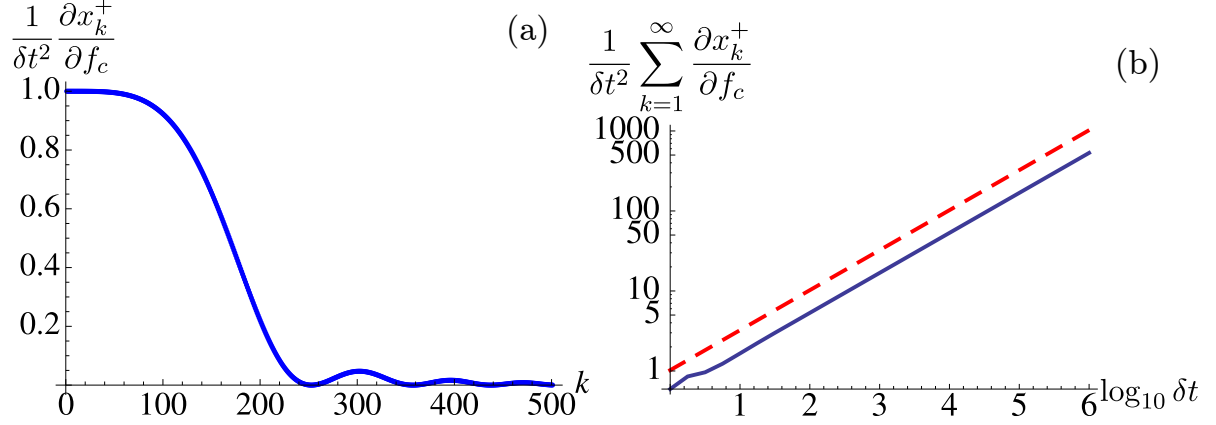 (a)
1/δt² ∂x_k⁺/∂f_c
1.0
0.8
0.6
0.4
0.2
0 100 200 300 400 500 k
(b)
1/δt² ∑_{k=1}^{∞} ∂x_k⁺/∂f_c
1000
500
100
50
10
5
1
1 2 3 4 5 6 log₁₀ δt